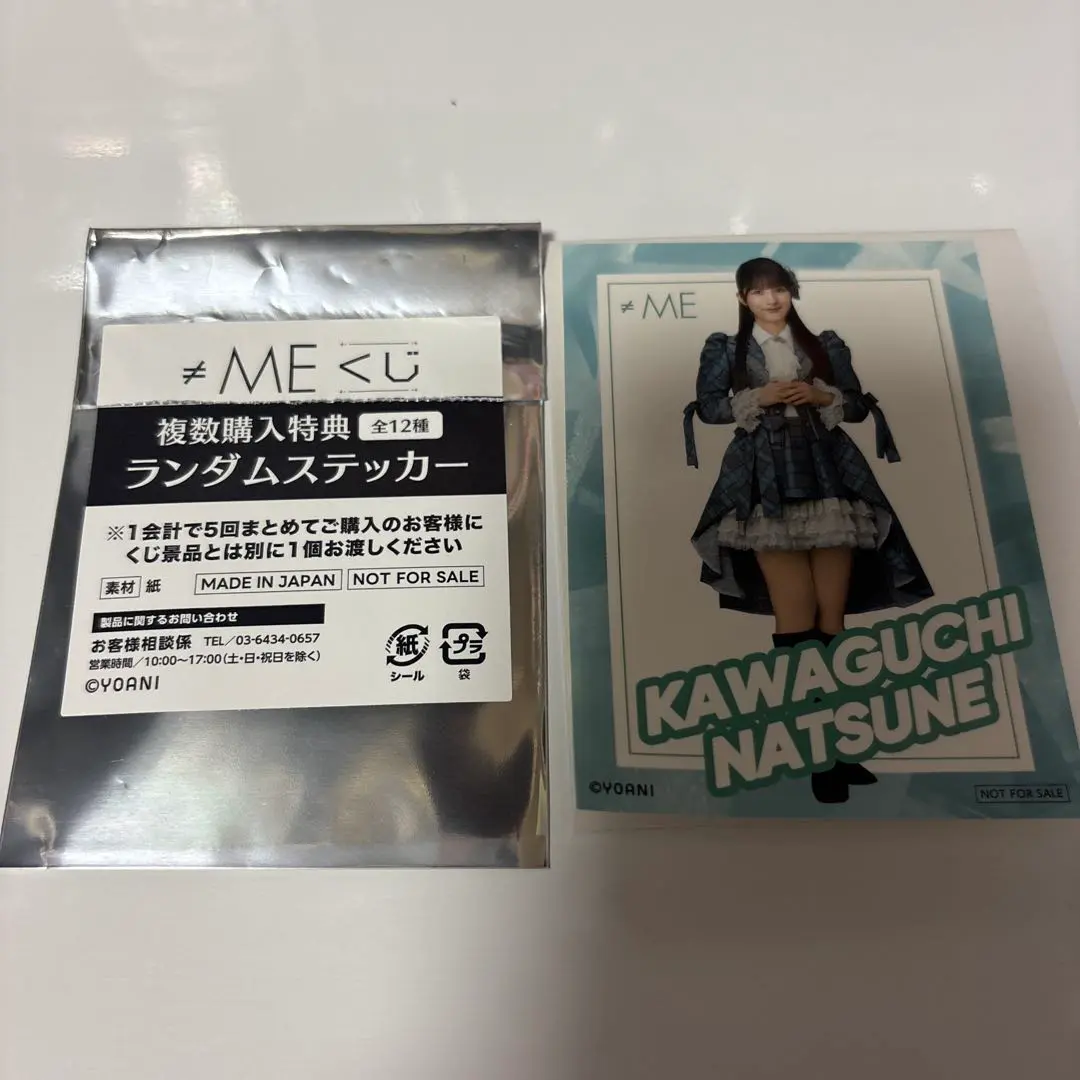 ≠ME くじ
複数購入特典 全12種
ランダムステッカー
※1会計で5回まとめてご購入のお客様に
くじ景品とは別に1個お渡しください
素材 紙 MADE IN JAPAN NOT FOR SALE
製品に関するお問い合わせ
お客様相談係 TEL/03-6434-0657
営業時間/10:00〜17:00(土・日・祝日を除く)
©YOANI
紙
シール
プラ
袋
≠ME
KAWAGUCHI
NATSUNE
©YOANI
NOT FOR SALE